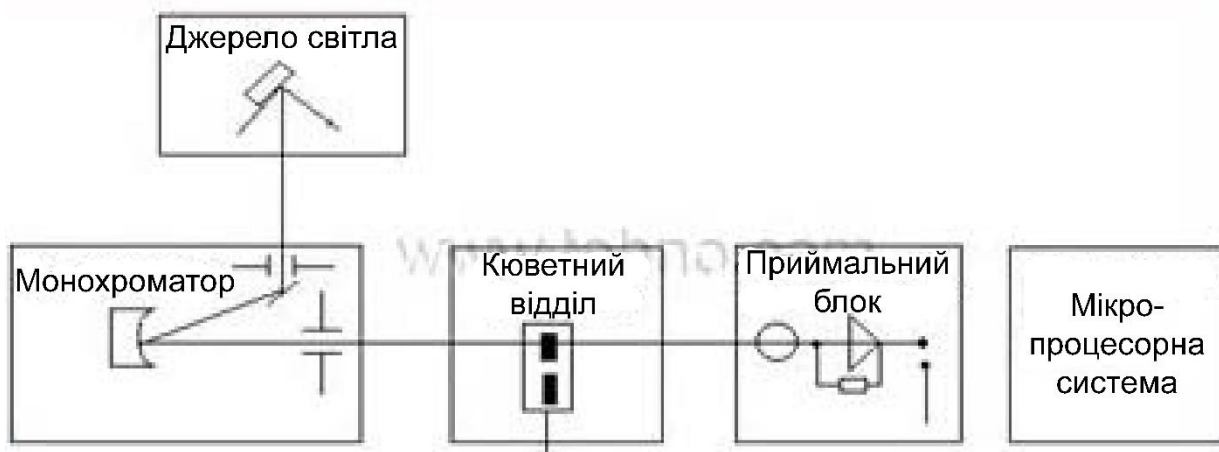 Джерело світла
Монохроматор
Кюветний
відділ
Приймальний
блок
Мікро-
процесорна
система